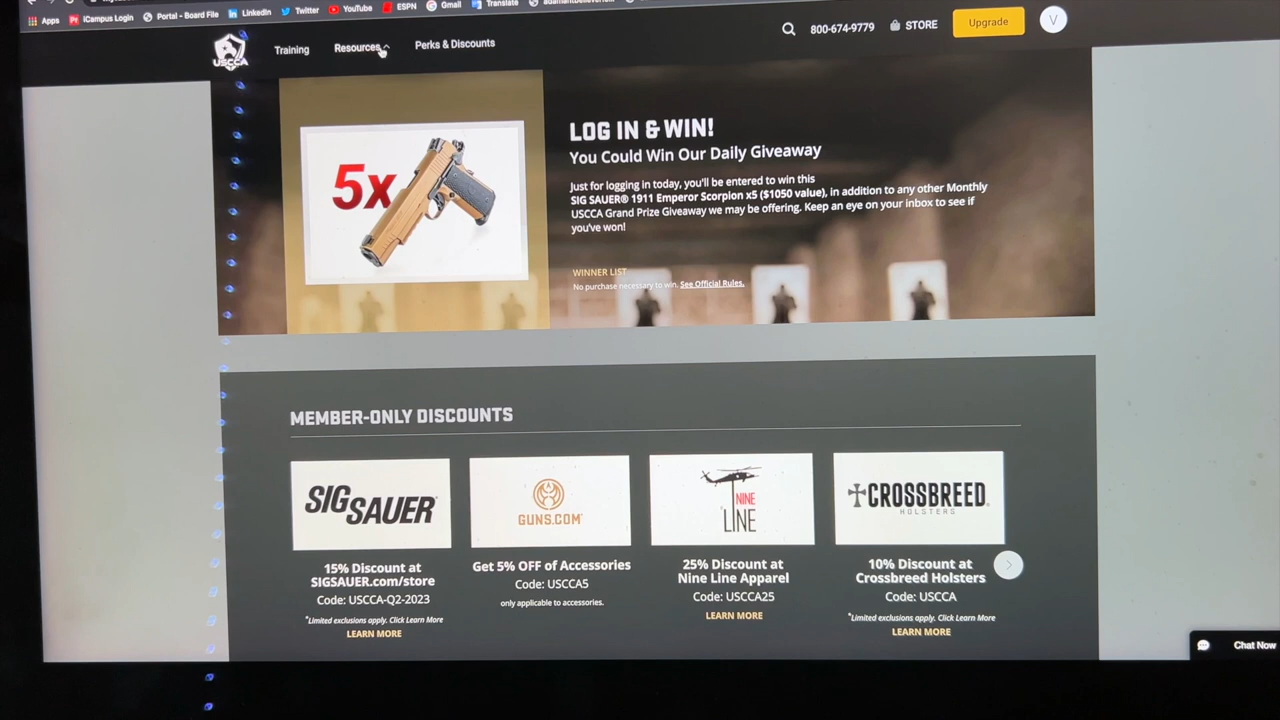 Apps
iCampus Login
Portal - Board File
LinkedIn
Twitter
YouTube
ESPN
Gmail
Translate
USCCA
Training
Resources
Perks & Discounts
800-674-9779
STORE
Upgrade
V
5x
LOG IN & WIN!
You Could Win Our Daily Giveaway
Just for logging in today, you'll be entered to win this
SIG SAUER® 1911 Emperor Scorpion x5 ($1050 value), in addition to any other Monthly
USCCA Grand Prize Giveaway we may be offering. Keep an eye on your inbox to see if
you've won!
WINNER LIST
No purchase necessary to win. See Official Rules.
MEMBER-ONLY DISCOUNTS
SIG SAUER
15% Discount at
SIGSAUER.com/store
Code: USCCA-Q2-2023
*Limited exclusions apply. Click Learn More
LEARN MORE
GUNS.COM
Get 5% OFF of Accessories
Code: USCCA5
only applicable to accessories.
NINE
LINE
25% Discount at
Nine Line Apparel
Code: USCCA25
LEARN MORE
CROSSBREED
HOLSTERS
10% Discount at
Crossbreed Holsters
Code: USCCA
*Limited exclusions apply. Click Learn More
LEARN MORE
Chat Now